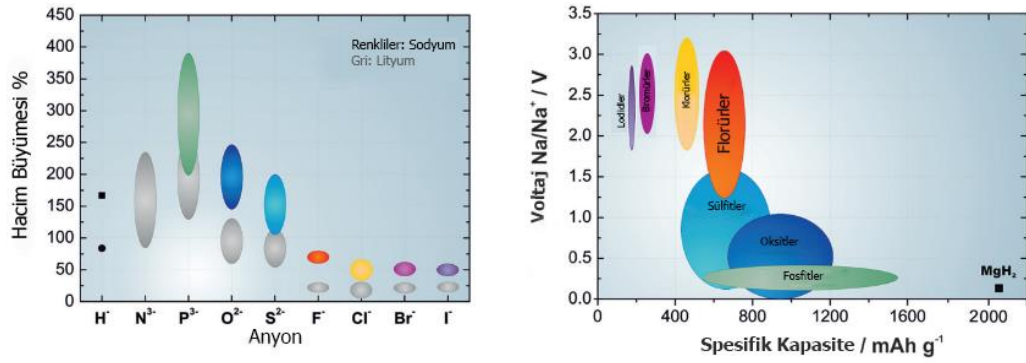 450
400
350
300
250
200
150
100
50
0
Hacim Büyümesi %
Renkliler: Sodyum
Gri: Lityum
H⁻ N³⁻ P³⁻ O²⁻ S²⁻ F⁻ Cl⁻ Br⁻ I⁻
Anyon
3.5
3.0
2.5
2.0
1.5
1.0
0.5
0.0
Voltaj Na/Na⁺ / V
Lodidler
Bromürler
Klorürler
Florürler
Sülfitler
Oksitler
Fosfitler
MgH₂
0 400 800 1200 1600 2000
Spesifik Kapasite / mAh g⁻¹